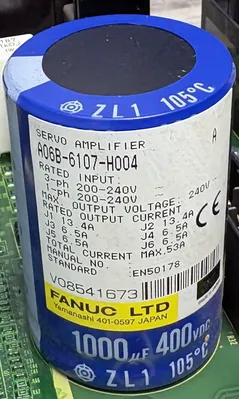 ZL1 105°C
SERVO AMPLIFIER A
A06B-6107-H004
RATED INPUT:
3-Ph 200-240V ~
1-Ph 200-240V ~
RATED OUTPUT VOLTAGE: 240V ~
MAX. RATED OUTPUT CURRENT:
J1 13.4A J2 13.4A
J3 6.5A J4 6.5A
J5 6.5A J6 6.5A
TOTAL CURRENT MAX.53A
MANUAL NO.
STANDARD EN50178
CE
V08541673
FANUC LTD
Yamanashi 401-0597 JAPAN
1000µF 400VDC
ZL1 105°C